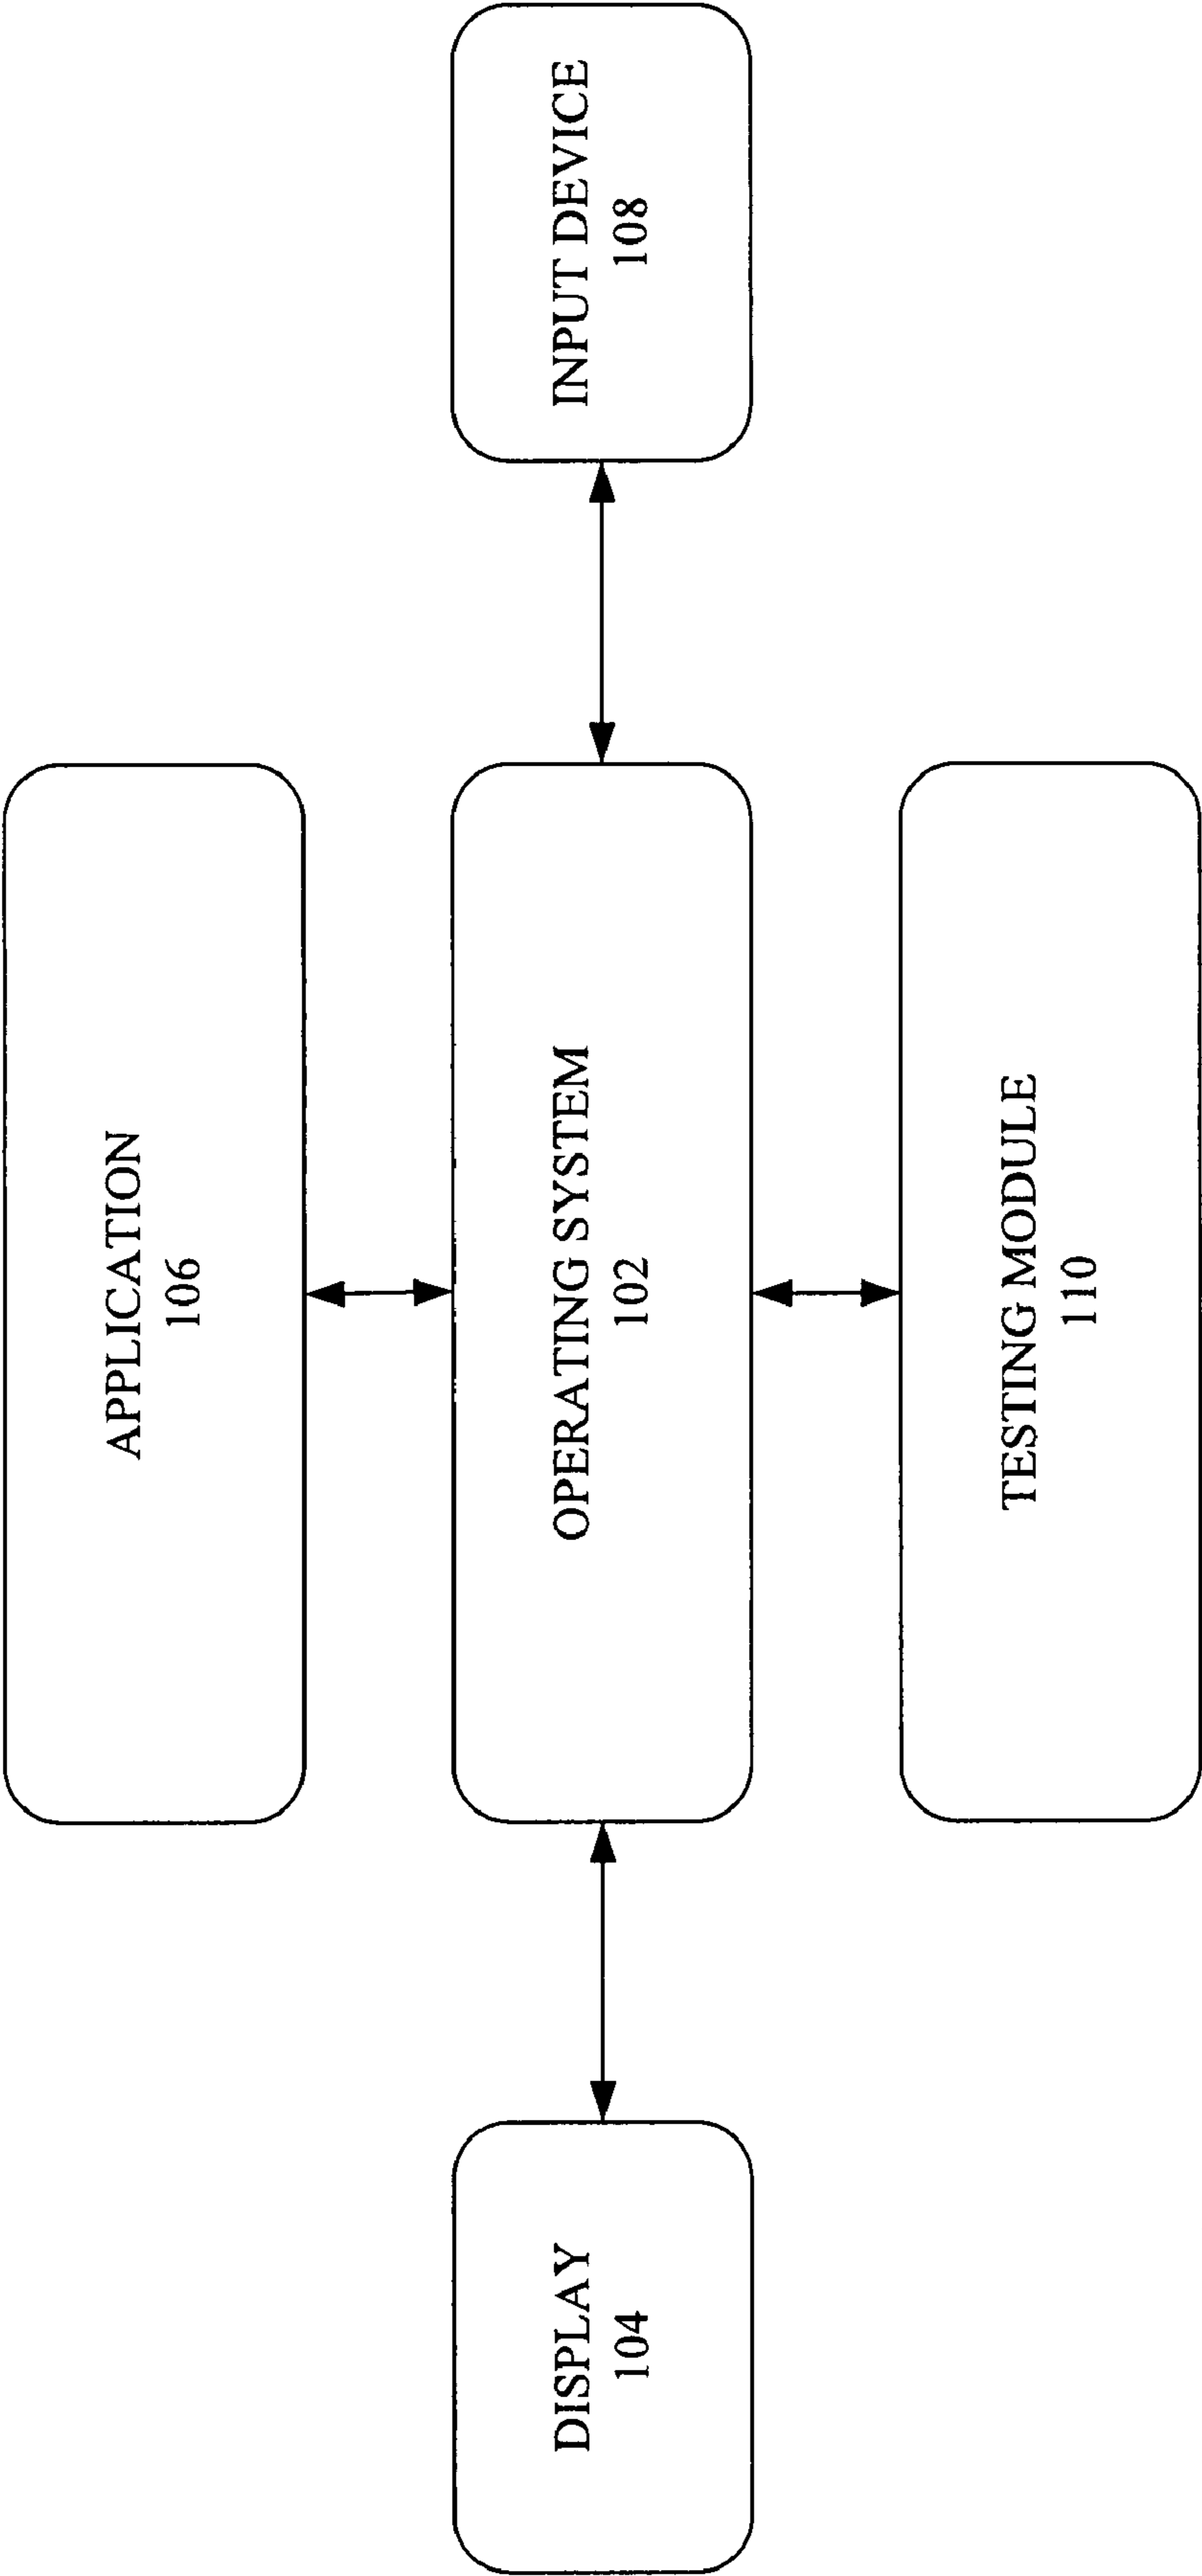 APPLICATION
106
DISPLAY
104
OPERATING SYSTEM
102
INPUT DEVICE
108
TESTING MODULE
110